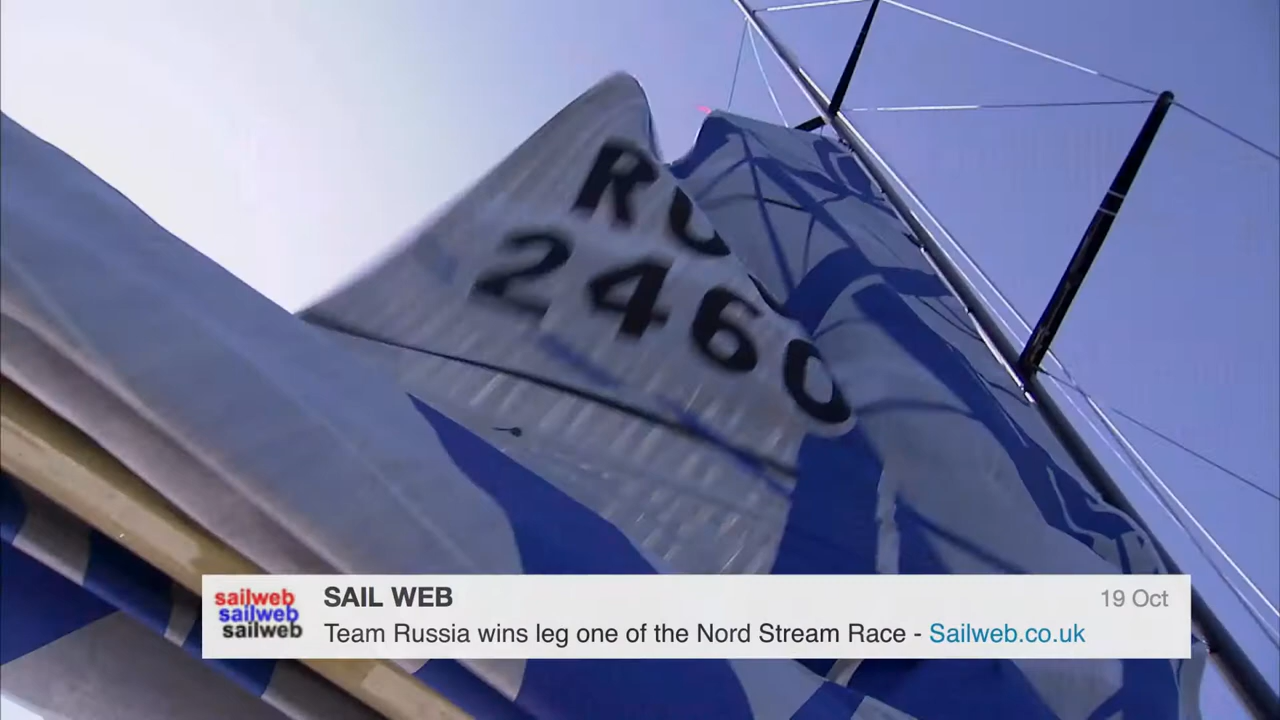 RU
2460
sailweb
sailweb
sailweb
SAIL WEB
19 Oct
Team Russia wins leg one of the Nord Stream Race - Sailweb.co.uk